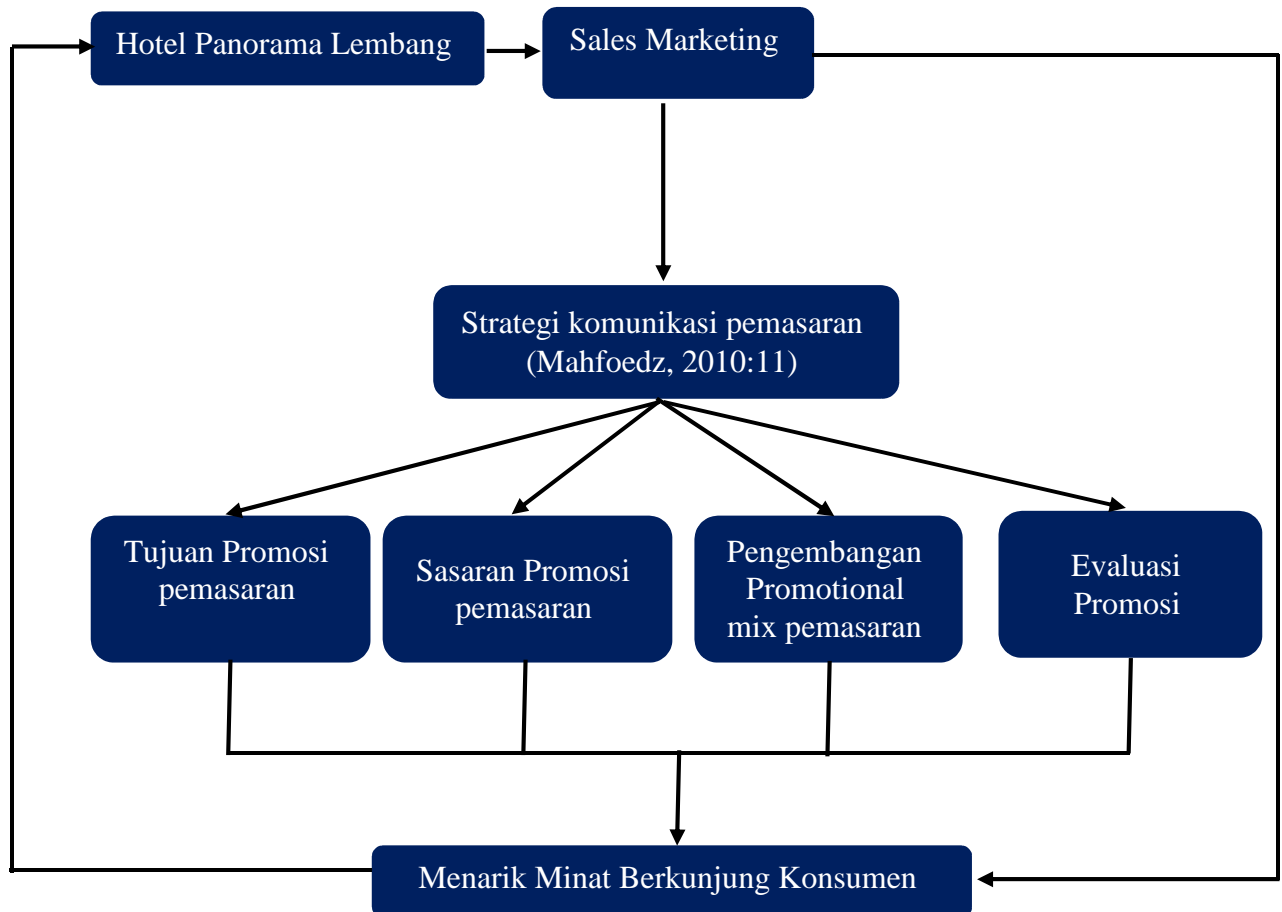 Hotel Panorama Lembang
Sales Marketing
Strategi komunikasi pemasaran
(Mahfoedz, 2010:11)
Tujuan Promosi
pemasaran
Sasaran Promosi
pemasaran
Pengembangan
Promotional
mix pemasaran
Evaluasi
Promosi
Menarik Minat Berkunjung Konsumen